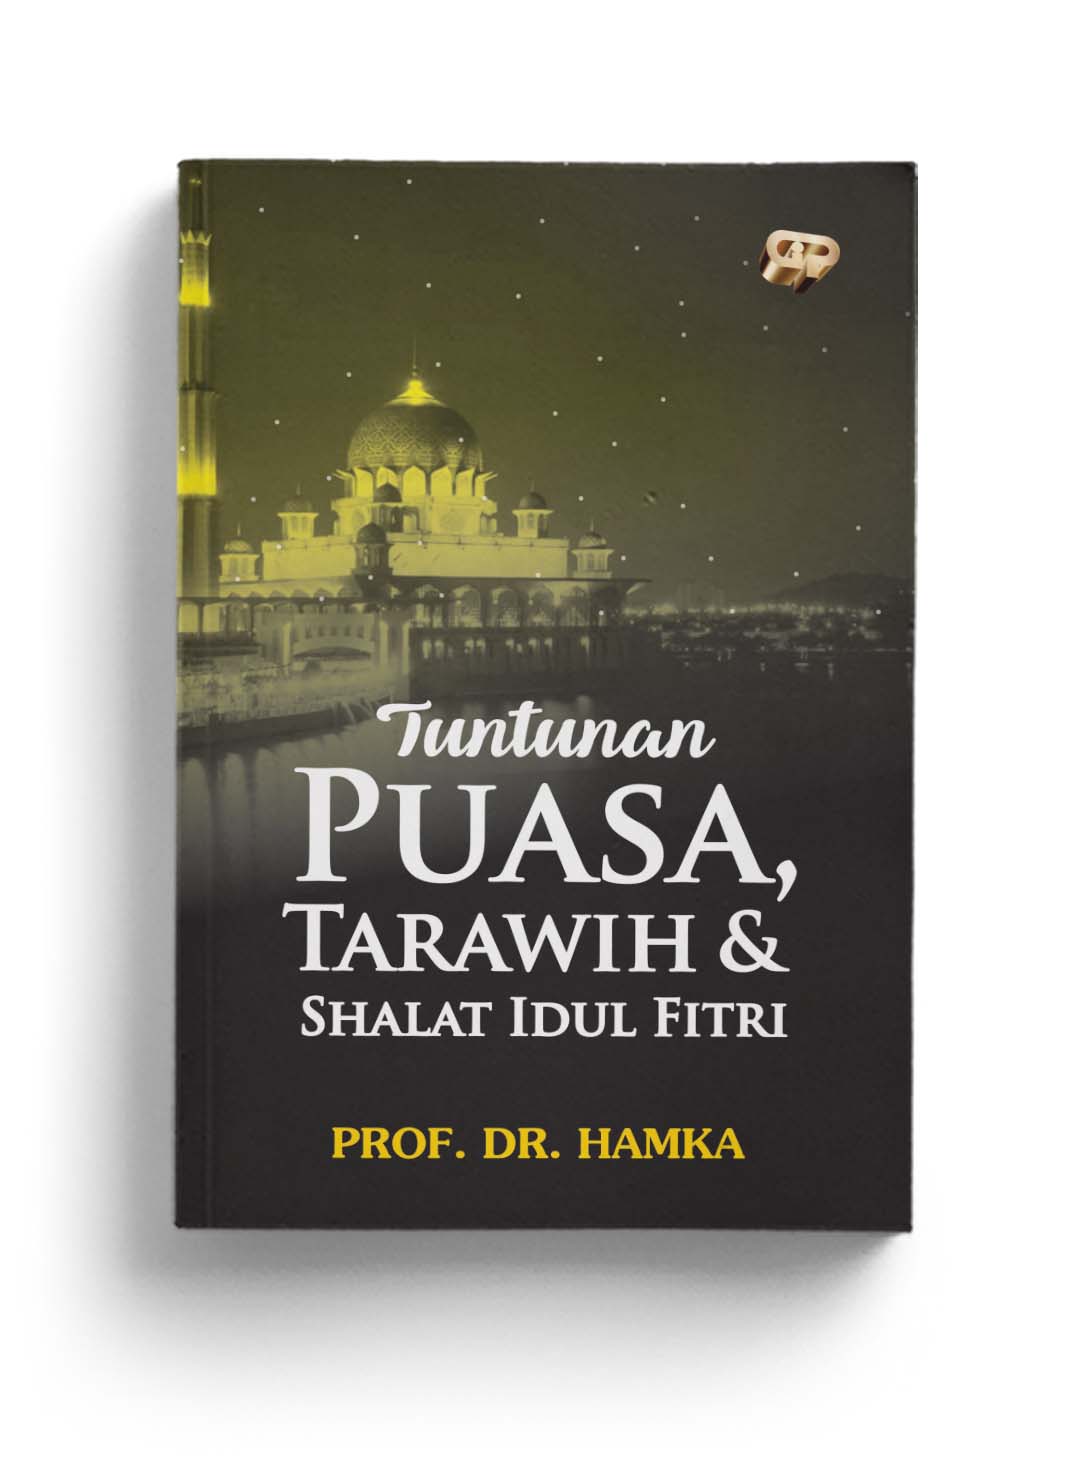 Tuntunan
PUASA,
TARAWIH &
SHALAT IDUL FITRI
PROF. DR. HAMKA